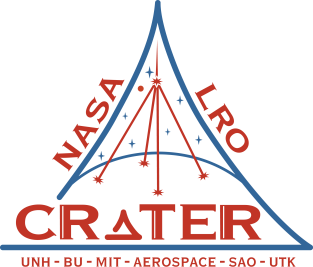 NASA LRO
CRATER
UNH – BU – MIT – AEROSPACE – SAO – UTK